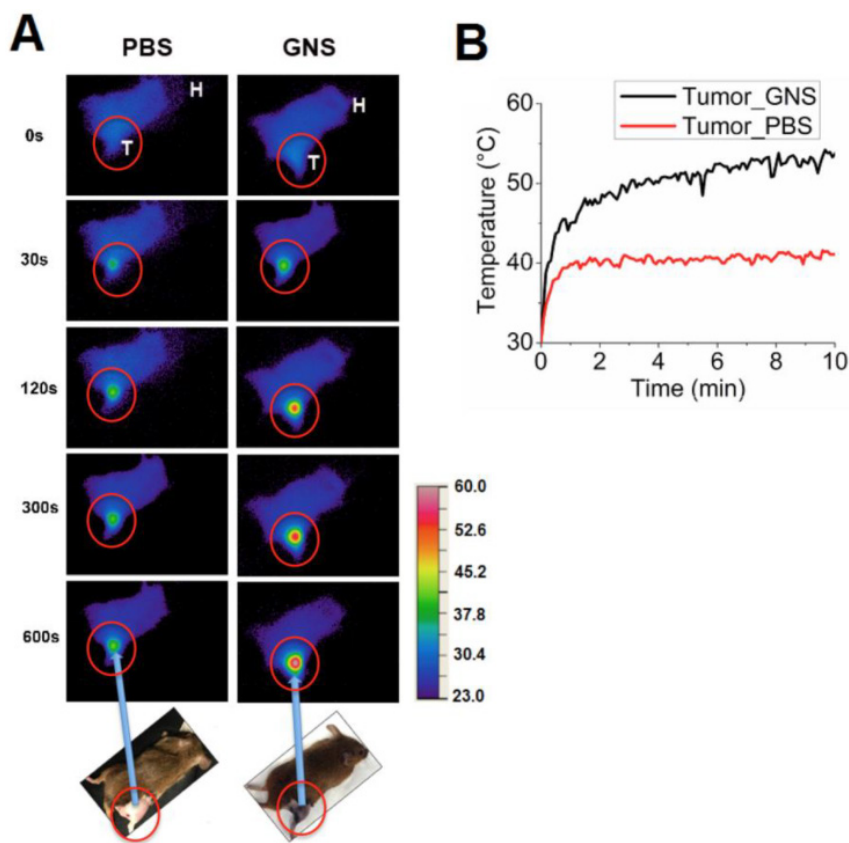 A
PBS
GNS
0s
H
H
T
T
30s
120s
300s
600s
60.0
52.6
45.2
37.8
30.4
23.0
B
Tumor_GNS
Tumor_PBS
60
50
40
30
Temperature (°C)
0
2
4
6
8
10
Time (min)